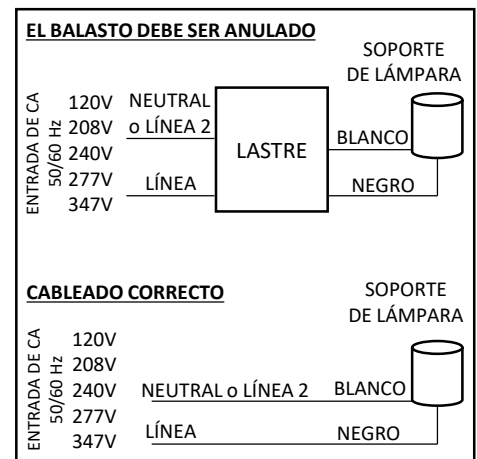 EL BALASTO DEBE SER ANULADO
SOPORTE
DE LÁMPARA
ENTRADA DE CA
50/60 Hz
120V
208V
240V
277V
347V
NEUTRAL
o LÍNEA 2
LÍNEA
LASTRE
BLANCO
NEGRO
CABLEADO CORRECTO
SOPORTE
DE LÁMPARA
ENTRADA DE CA
50/60 Hz
120V
208V
240V
277V
347V
NEUTRAL o LÍNEA 2
BLANCO
LÍNEA
NEGRO